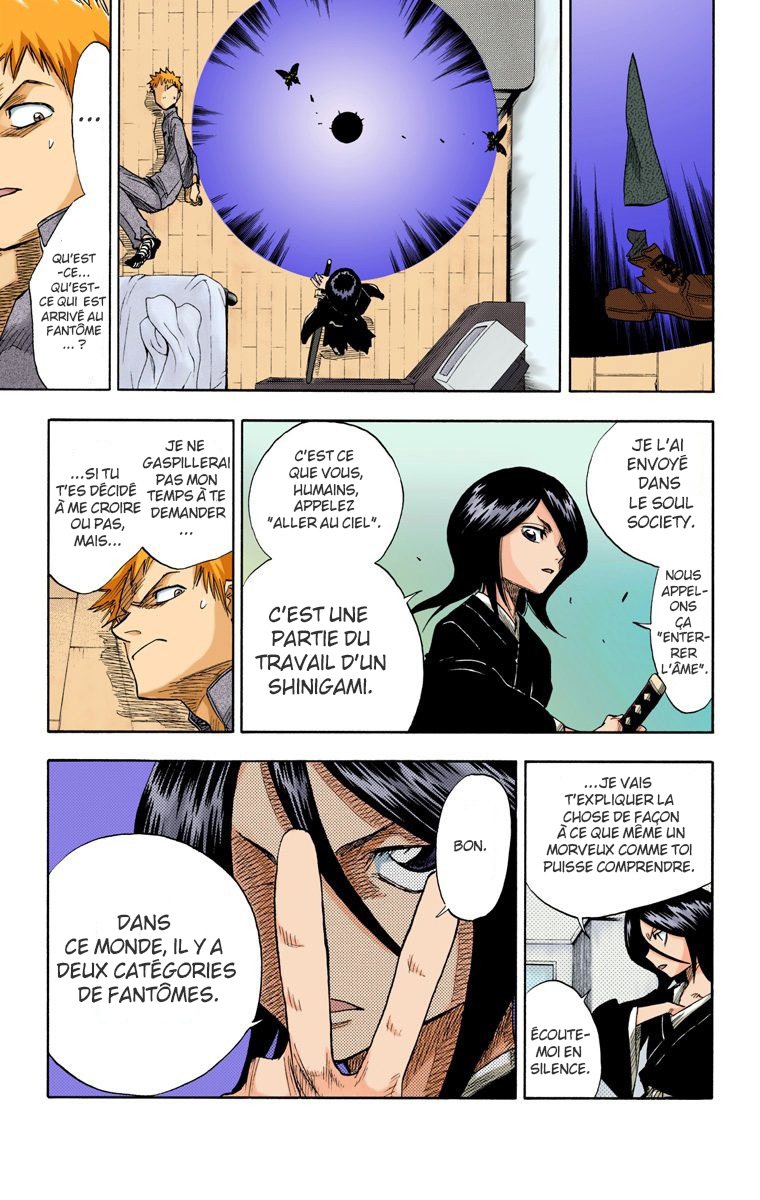 ...
QU'EST
-CE...
QU'EST-
CE QUI EST
ARRIVÉ AU
FANTÔME
... ?
JE L'AI
ENVOYÉ
DANS
LE SOUL
SOCIETY.
NOUS
APPEL-
ONS
ÇA
"ENTER-
RER
L'ÂME".
C'EST CE
QUE VOUS,
HUMAINS,
APPELEZ
"ALLER AU CIEL".
C'EST UNE
PARTIE DU
TRAVAIL D'UN
SHINIGAMI.
JE NE
GASPILLERAI
PAS MON
TEMPS À TE
DEMANDER
...
...SI TU
T'ES DÉCIDÉ
À ME CROIRE
OU PAS,
MAIS...
...JE VAIS
T'EXPLIQUER LA
CHOSE DE FAÇON
À CE QUE MÊME UN
MORVEUX COMME TOI
PUISSE COMPRENDRE.
ÉCOUTE-
MOI EN
SILENCE.
BON.
DANS
CE MONDE, IL Y A
DEUX CATÉGORIES
DE FANTÔMES.